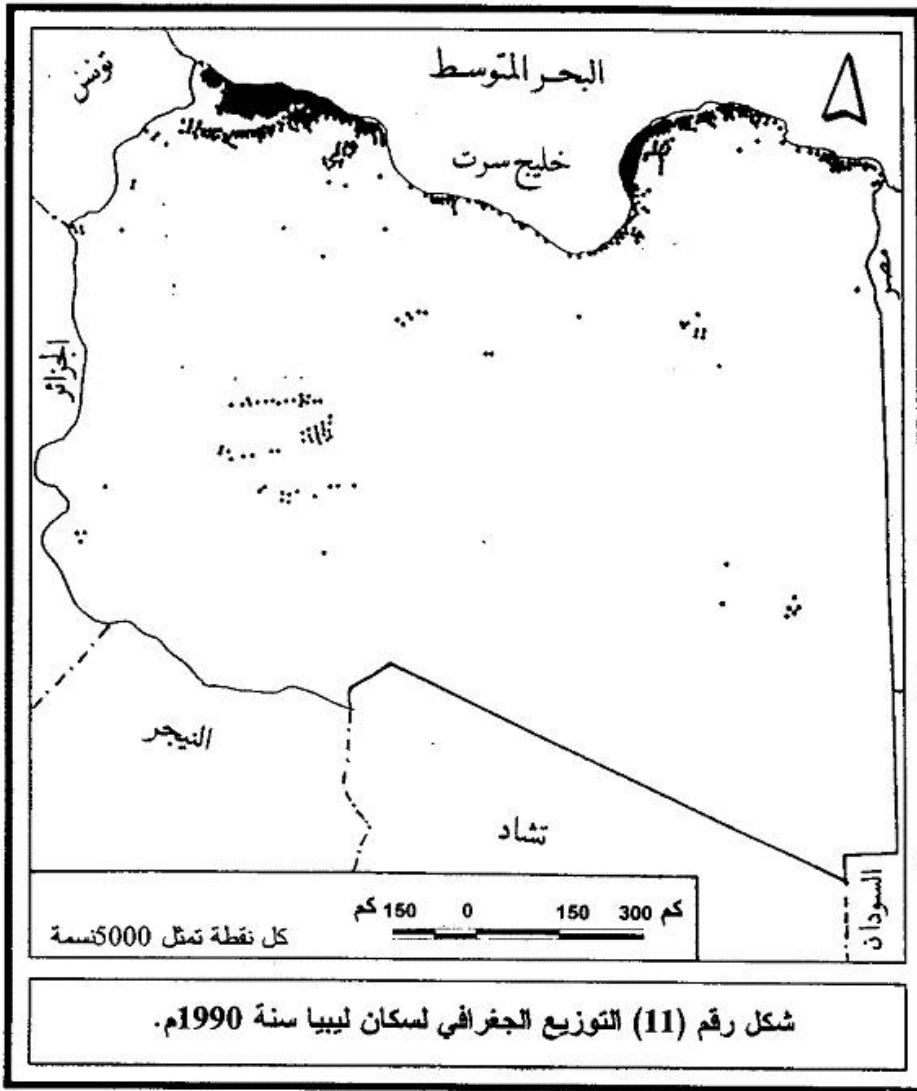 البحر المتوسط
تونس
خليج سرت
مصر
الجزائر
النيجر
تشاد
السودان
كم 150 0 150 300 كم
كل نقطة تمثل 5000نسمة
شكل رقم (11) التوزيع الجغرافي لسكان ليبيا سنة 1990م.